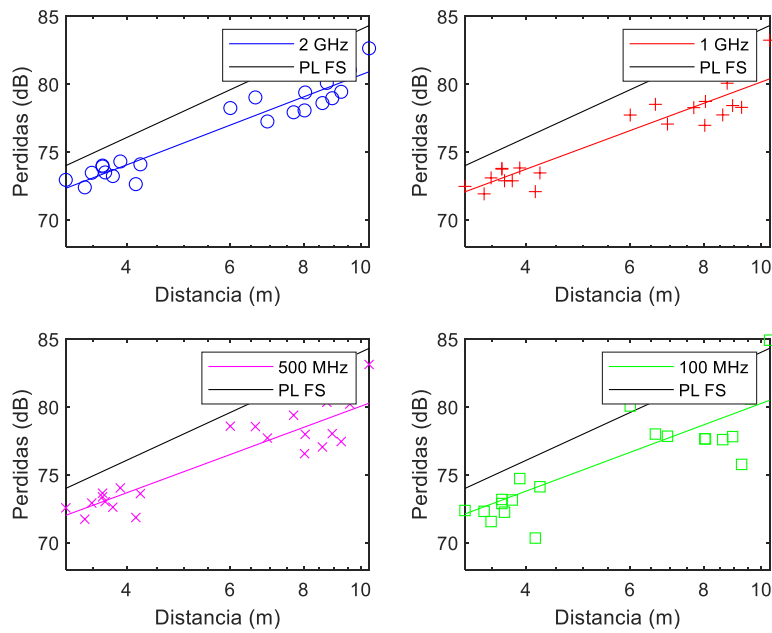 85
80
75
70
Perdidas (dB)
4
6
8
10
Distancia (m)
2 GHz
PL FS
85
80
75
70
Perdidas (dB)
4
6
8
10
Distancia (m)
1 GHz
PL FS
85
80
75
70
Perdidas (dB)
4
6
8
10
Distancia (m)
500 MHz
PL FS
85
80
75
70
Perdidas (dB)
4
6
8
10
Distancia (m)
100 MHz
PL FS